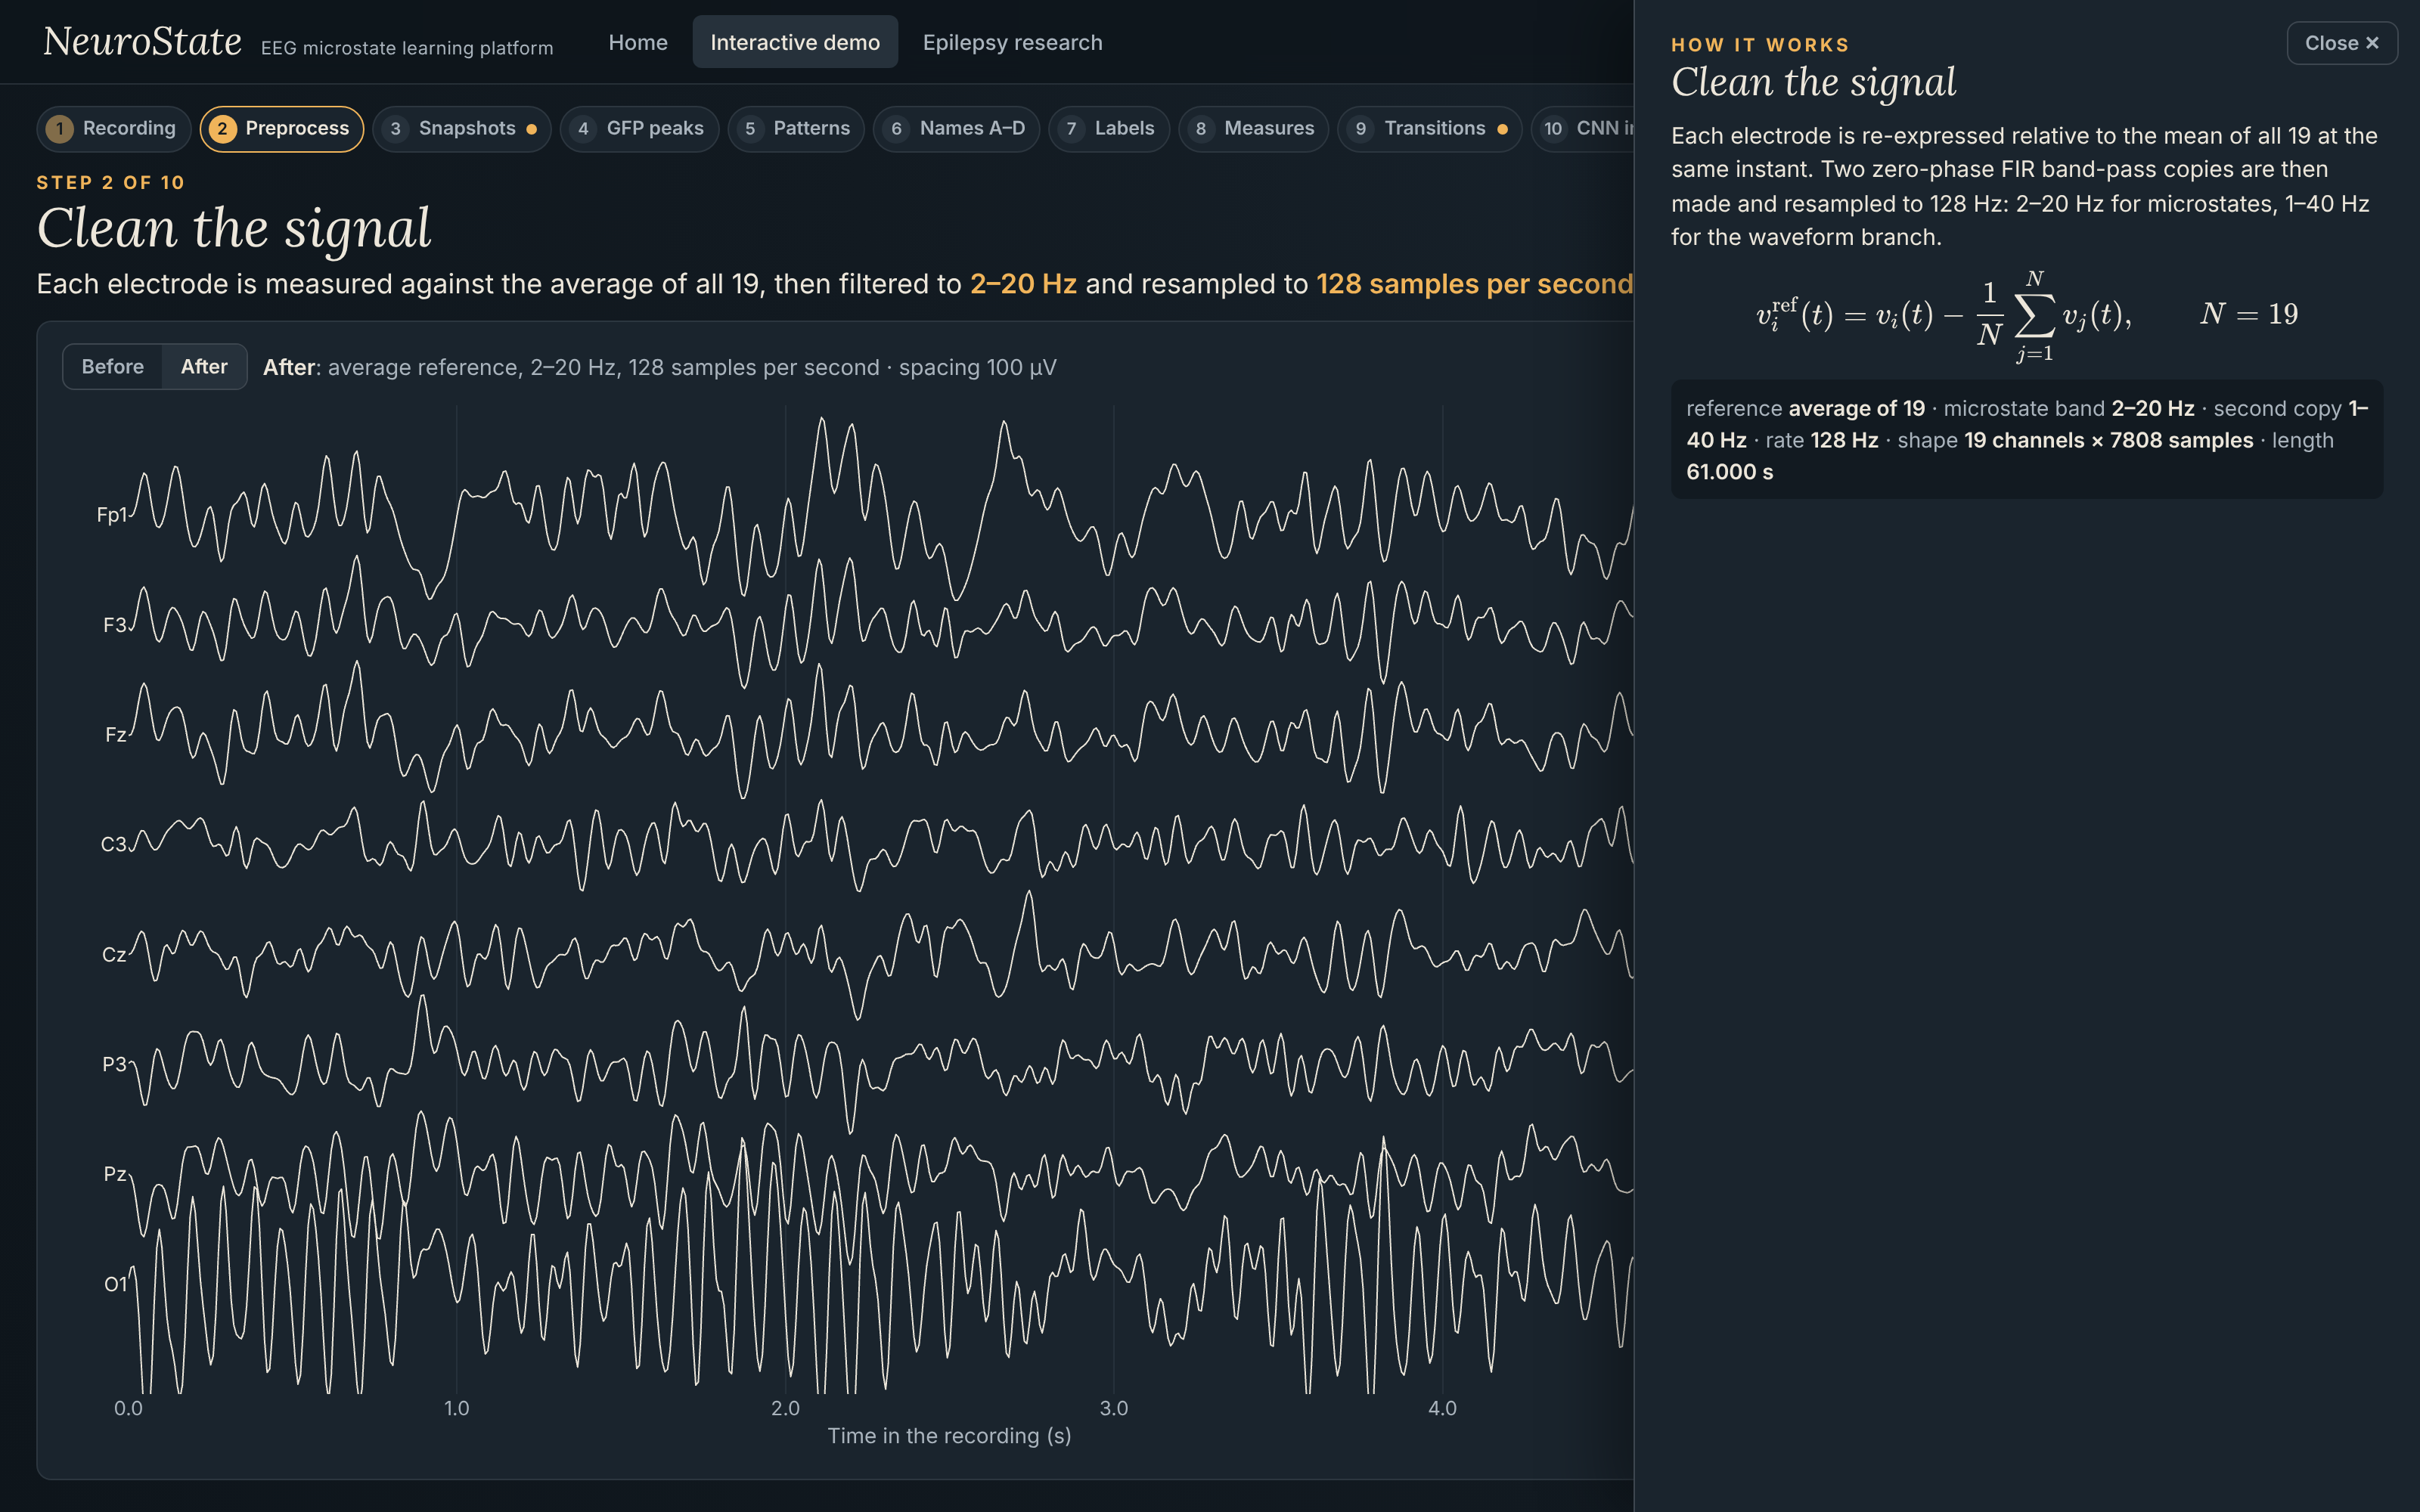 NeuroState EEG microstate learning platform Home Interactive demo Epilepsy research
1 Recording 2 Preprocess 3 Snapshots 4 GFP peaks 5 Patterns 6 Names A–D 7 Labels 8 Measures 9 Transitions 10 CNN
STEP 2 OF 10
Clean the signal
Each electrode is measured against the average of all 19, then filtered to 2–20 Hz and resampled to 128 samples per second
Before After After: average reference, 2–20 Hz, 128 samples per second · spacing 100 µV
Fp1
F3
Fz
C3
Cz
P3
Pz
O1
0.0 1.0 2.0 3.0 4.0
Time in the recording (s)
HOW IT WORKS
Close ✕
Clean the signal
Each electrode is re-expressed relative to the mean of all 19 at the
same instant. Two zero-phase FIR band-pass copies are then
made and resampled to 128 Hz: 2–20 Hz for microstates, 1–40 Hz
for the waveform branch.
v_i^ref(t) = v_i(t) − 1/N ∑_{j=1}^{N} v_j(t), N = 19
reference average of 19 · microstate band 2–20 Hz · second copy 1–
40 Hz · rate 128 Hz · shape 19 channels × 7808 samples · length
61.000 s